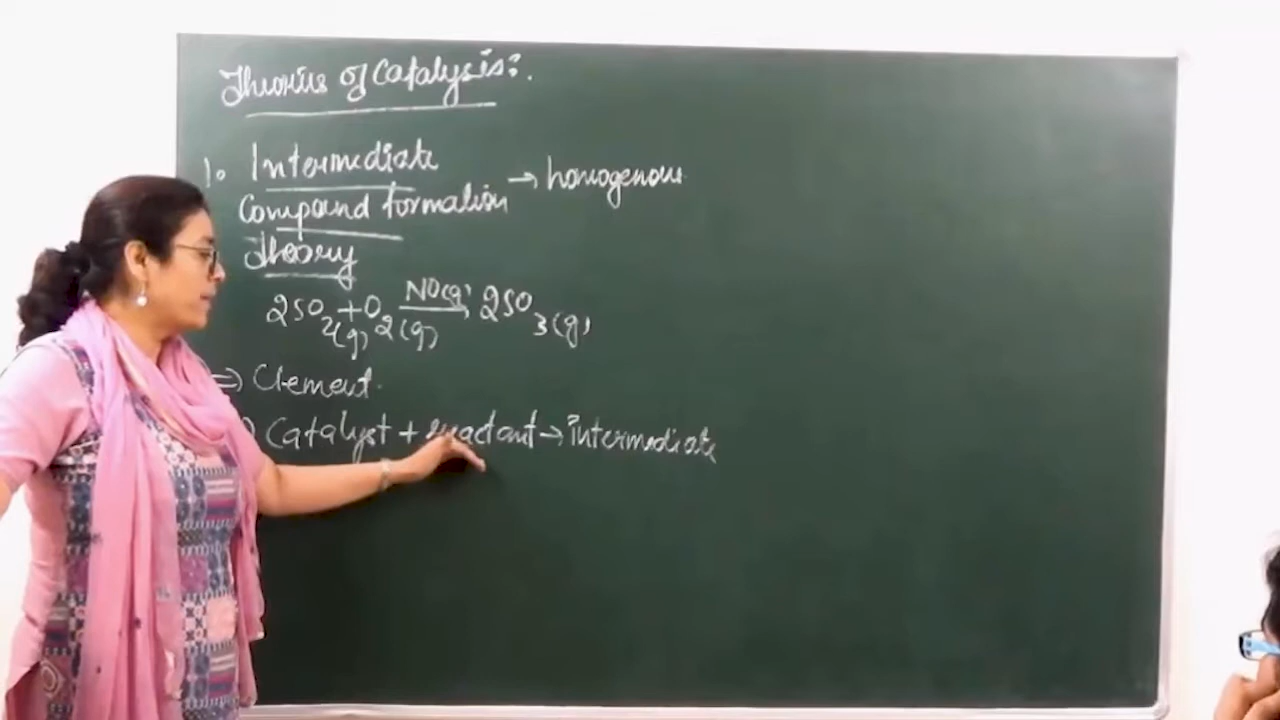 Theories of Catalysis:.
1. Intermediate
Compound formation → homogenous
theory
2SO2(g) + O2(g) NO(g)→ 2SO3(g)
⇒ Clement.
) Catalyst + reactant → intermediate